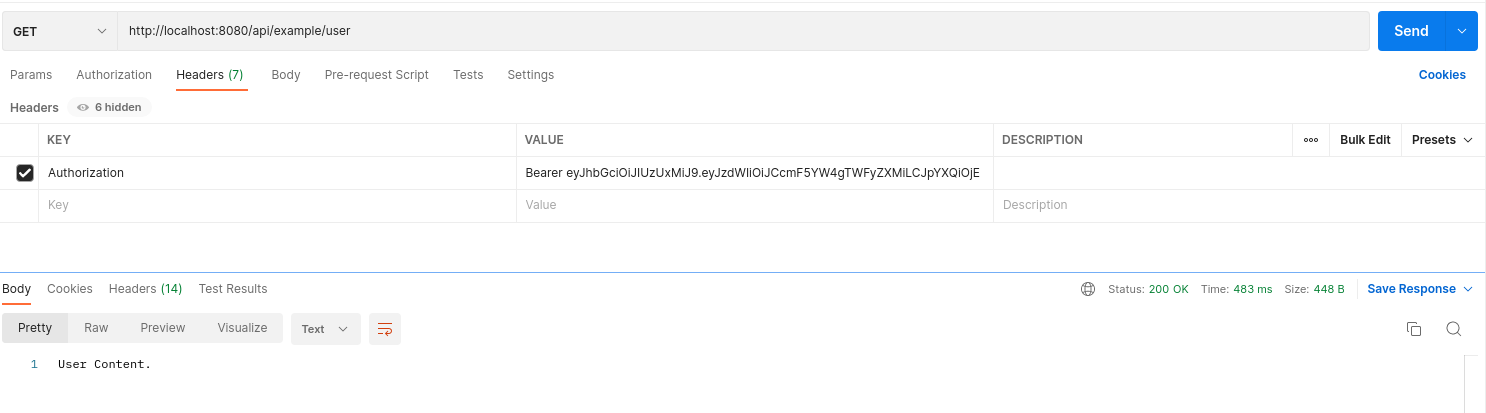 GET http://localhost:8080/api/example/user Send
Params Authorization Headers (7) Body Pre-request Script Tests Settings Cookies
Headers 6 hidden
KEY VALUE DESCRIPTION Bulk Edit Presets
Authorization Bearer eyJhbGciOiJIUzUxMiJ9.eyJzdWIiOiJCcmF5YW4gTWFyZXMiLCJpYXQiOjE
Key Value Description
Body Cookies Headers (14) Test Results Status: 200 OK Time: 483 ms Size: 448 B Save Response
Pretty Raw Preview Visualize Text
1 User Content.